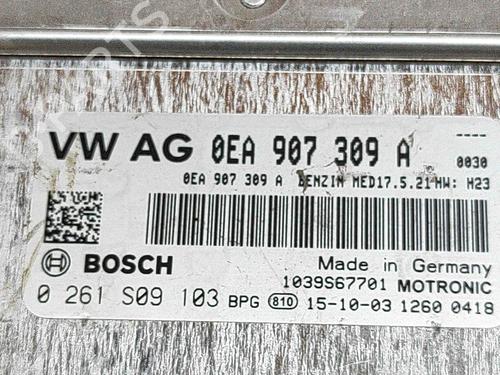 VW AG 0EA 907 309 A
----
0030
0EA 907 309 A BENZIN MED17.5.21 HW: H23
BOSCH
Made in Germany
1039S67701 MOTRONIC
0 261 S09 103 BPG 810 15-10-03 1260 0418